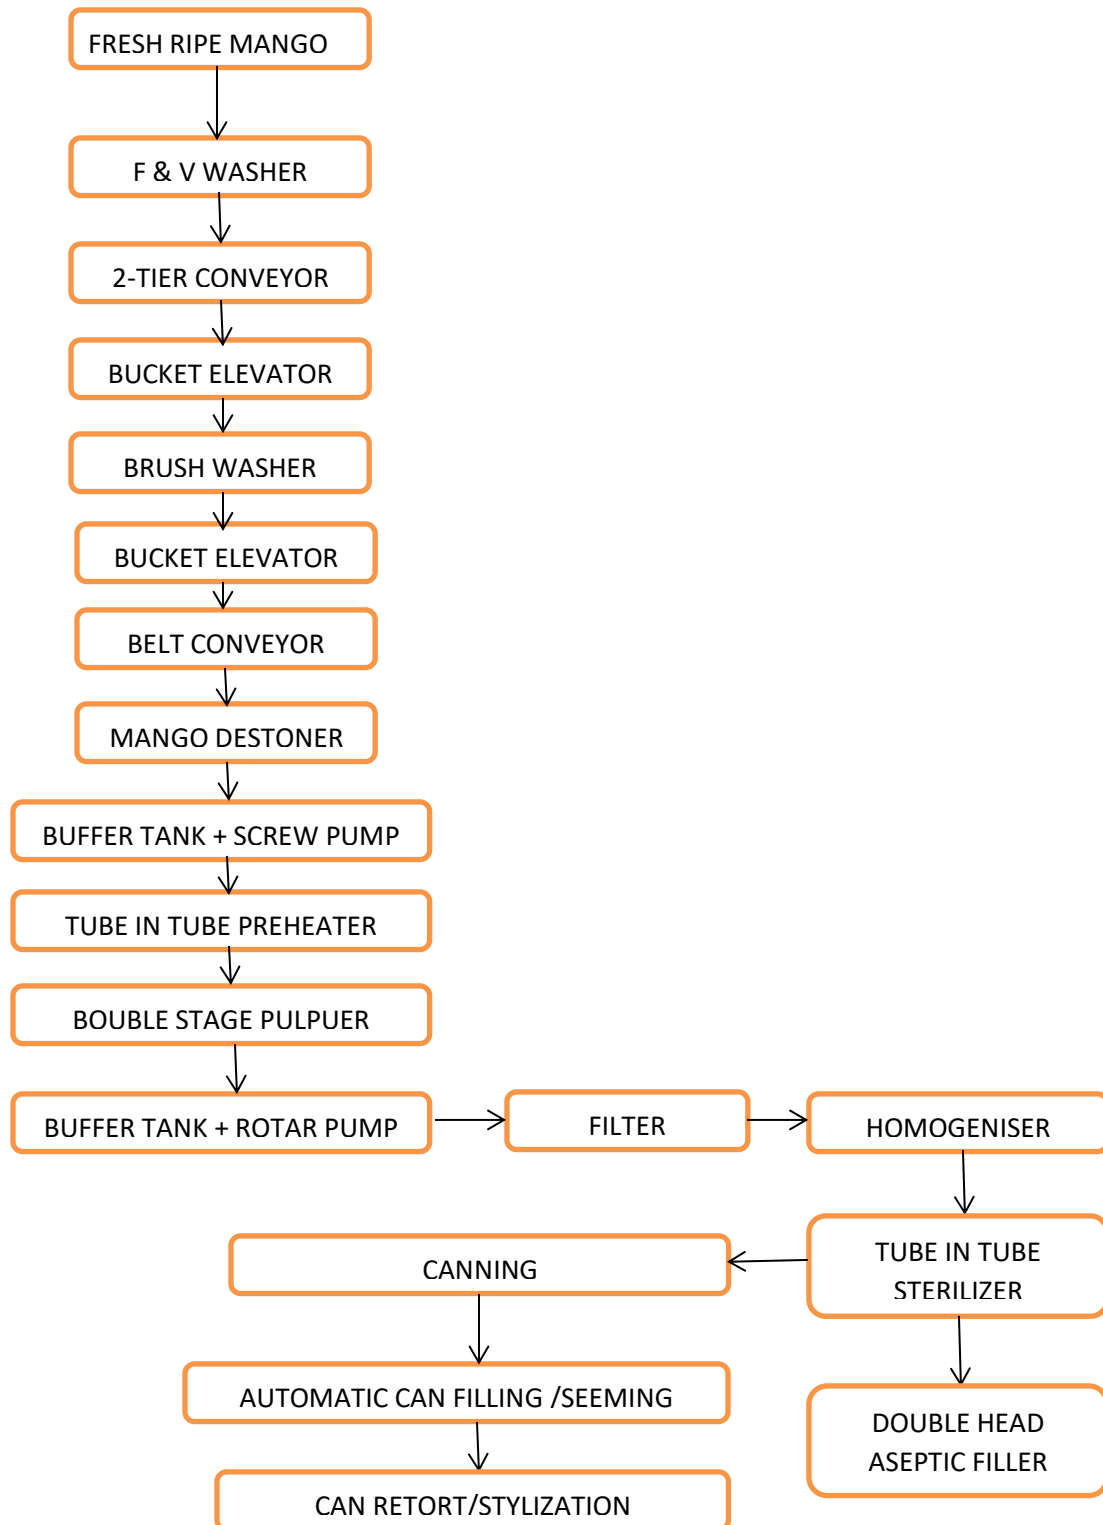 FRESH RIPE MANGO
F & V WASHER
2-TIER CONVEYOR
BUCKET ELEVATOR
BRUSH WASHER
BUCKET ELEVATOR
BELT CONVEYOR
MANGO DESTONER
BUFFER TANK + SCREW PUMP
TUBE IN TUBE PREHEATER
BOUBLE STAGE PULPUER
BUFFER TANK + ROTAR PUMP
FILTER
HOMOGENISER
TUBE IN TUBE
STERILIZER
CANNING
AUTOMATIC CAN FILLING /SEEMING
DOUBLE HEAD
ASEPTIC FILLER
CAN RETORT/STYLIZATION